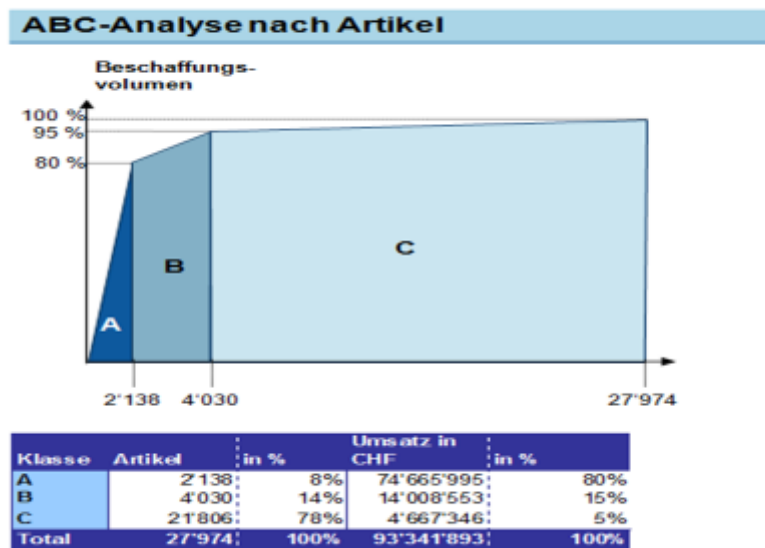 ABC-Analyse nach Artikel
Beschaffungs-
volumen
100 %
95 %
80 %
A
B
C
2'138 4'030 27'974
Klasse Artikel in % Umsatz in CHF in %
A 2'138 8% 74'665'995 80%
B 4'030 14% 14'008'553 15%
C 21'806 78% 4'667'346 5%
Total 27'974 100% 93'341'893 100%